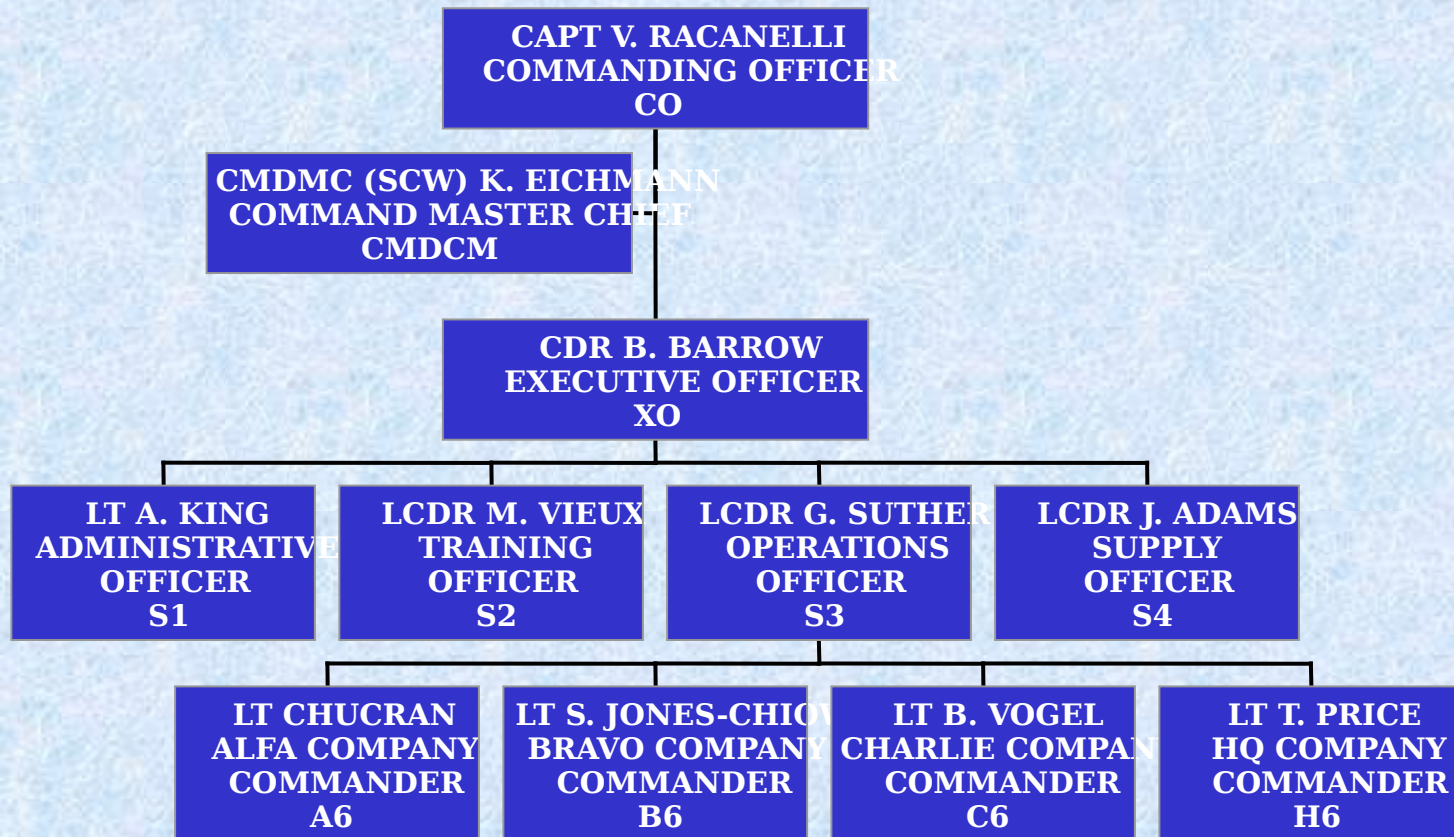 CAPT V. RACANELLI
COMMANDING OFFICER
CO
CMDMC (SCW) K. EICHMANN
COMMAND MASTER CHIEF
CMDCM
CDR B. BARROW
EXECUTIVE OFFICER
XO
LT A. KING
ADMINISTRATIVE
OFFICER
S1
LCDR M. VIEUX
TRAINING
OFFICER
S2
LCDR G. SUTHER
OPERATIONS
OFFICER
S3
LCDR J. ADAMS
SUPPLY
OFFICER
S4
LT CHUCRAN
ALFA COMPANY
COMMANDER
A6
LT S.
BRAVO COMPANY
COMMANDER
B6
LT B. VOGEL
CHARLIE COMPAN
COMMANDER
C6
LT T. PRICE
HQ COMPANY
COMMANDER
H6